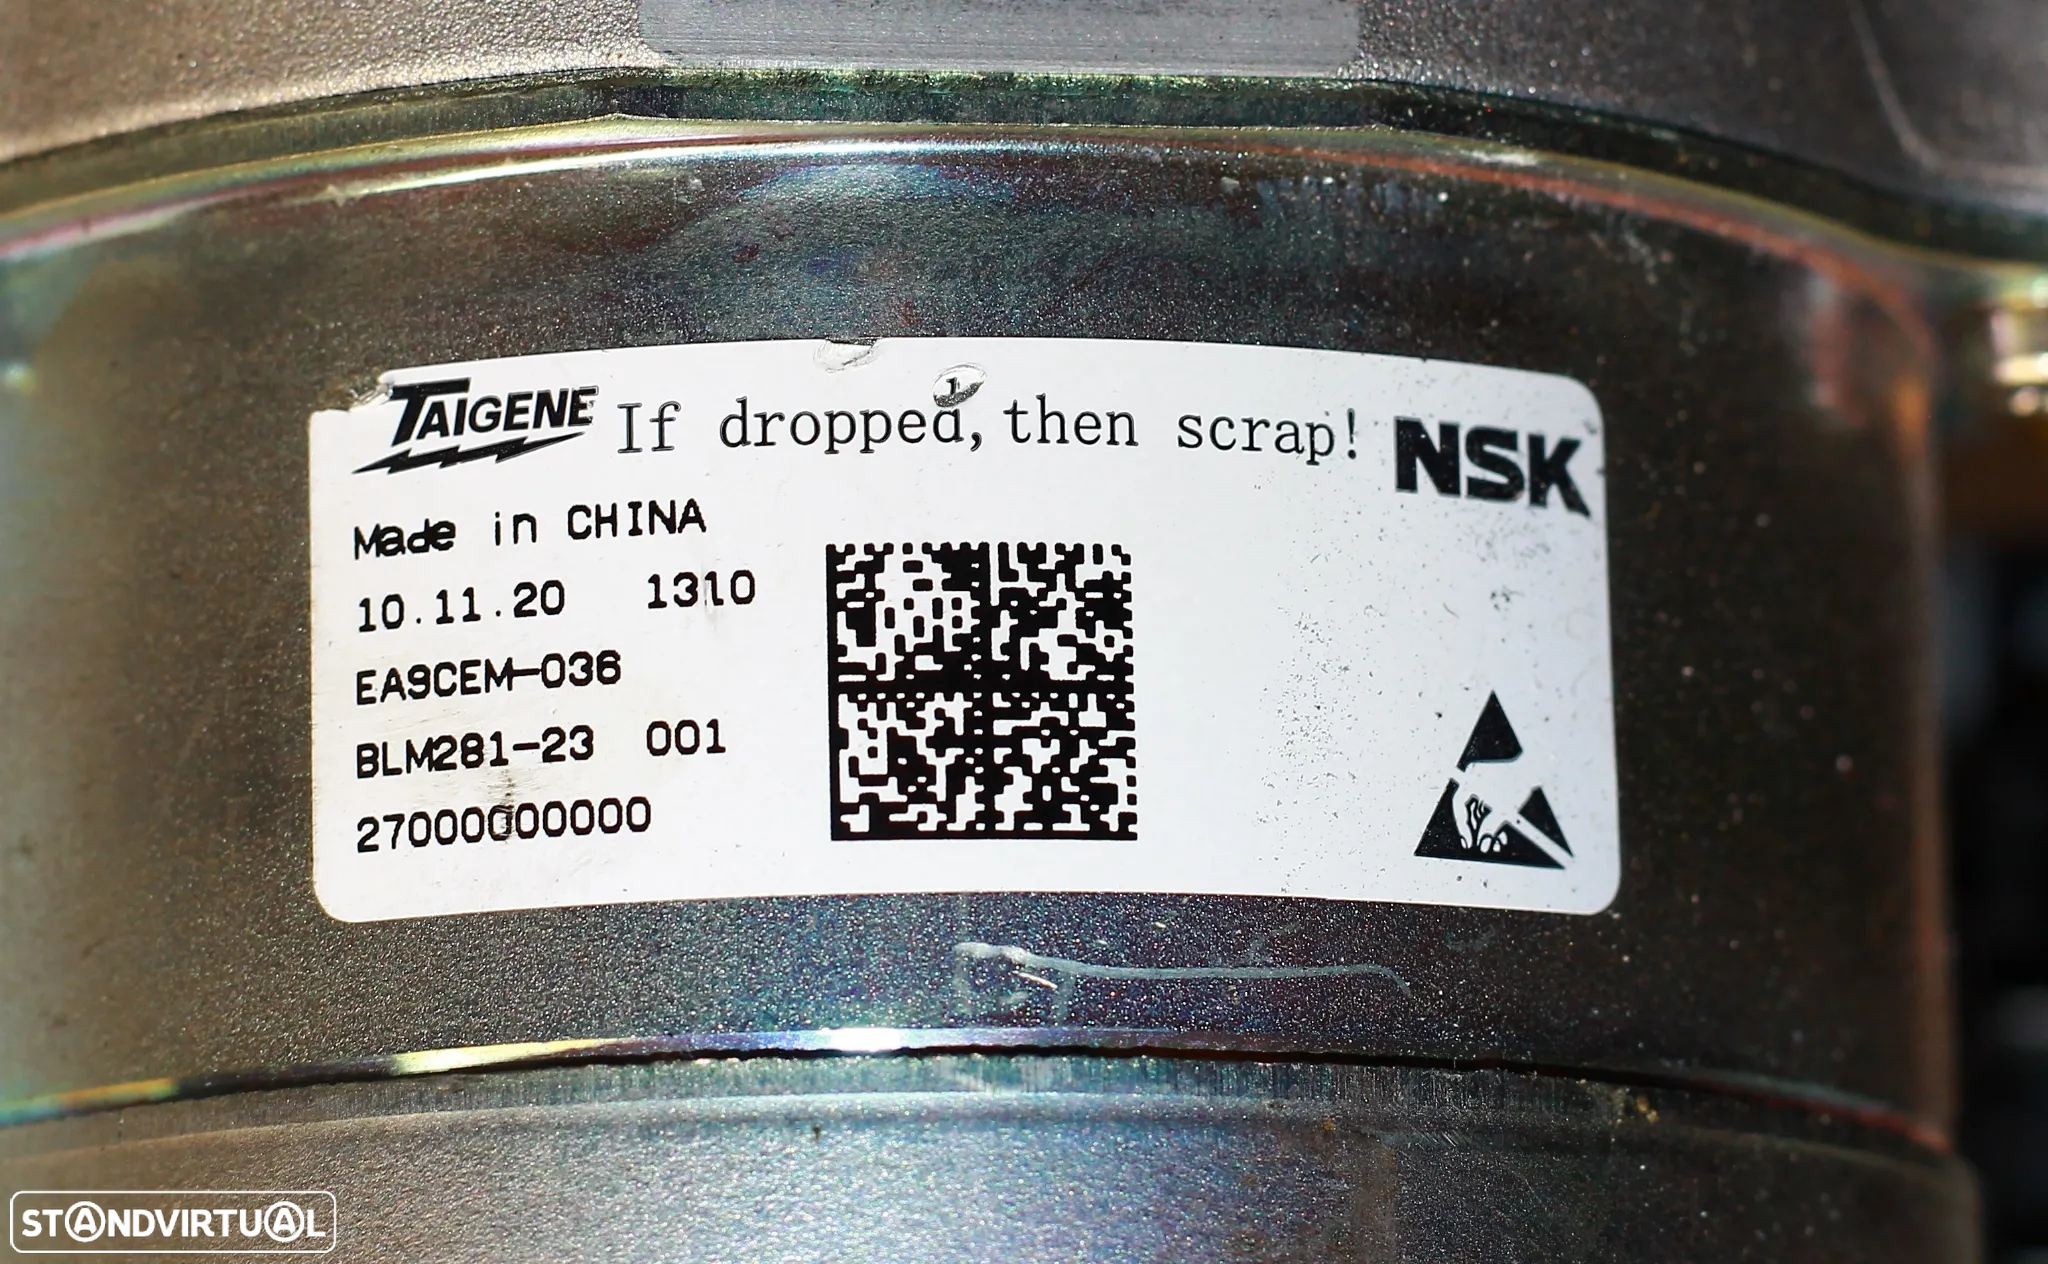 TAIGENE If dropped, then scrap! NSK
Made in CHINA
10.11.20 1310
EA9CEM-036
BLM281-23 001
27000000000
STANDVIRTUAL